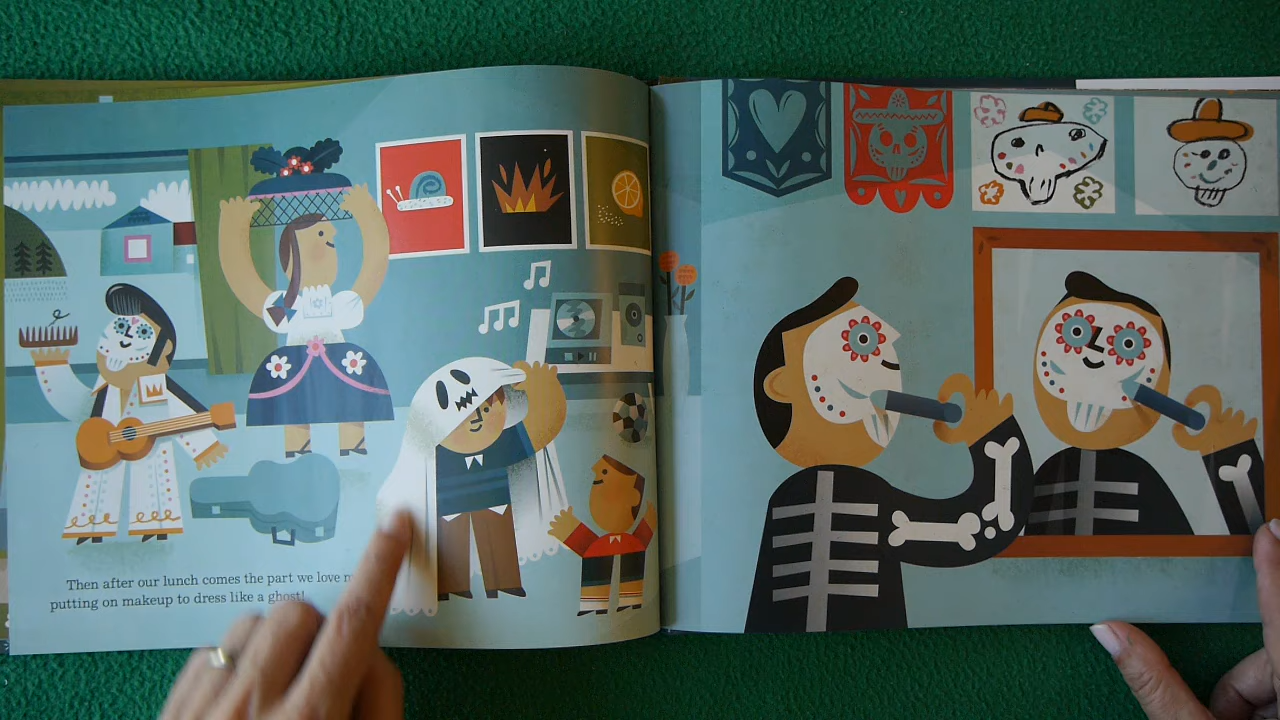 Then after our lunch comes the part we love
putting on makeup to dress like a ghost!